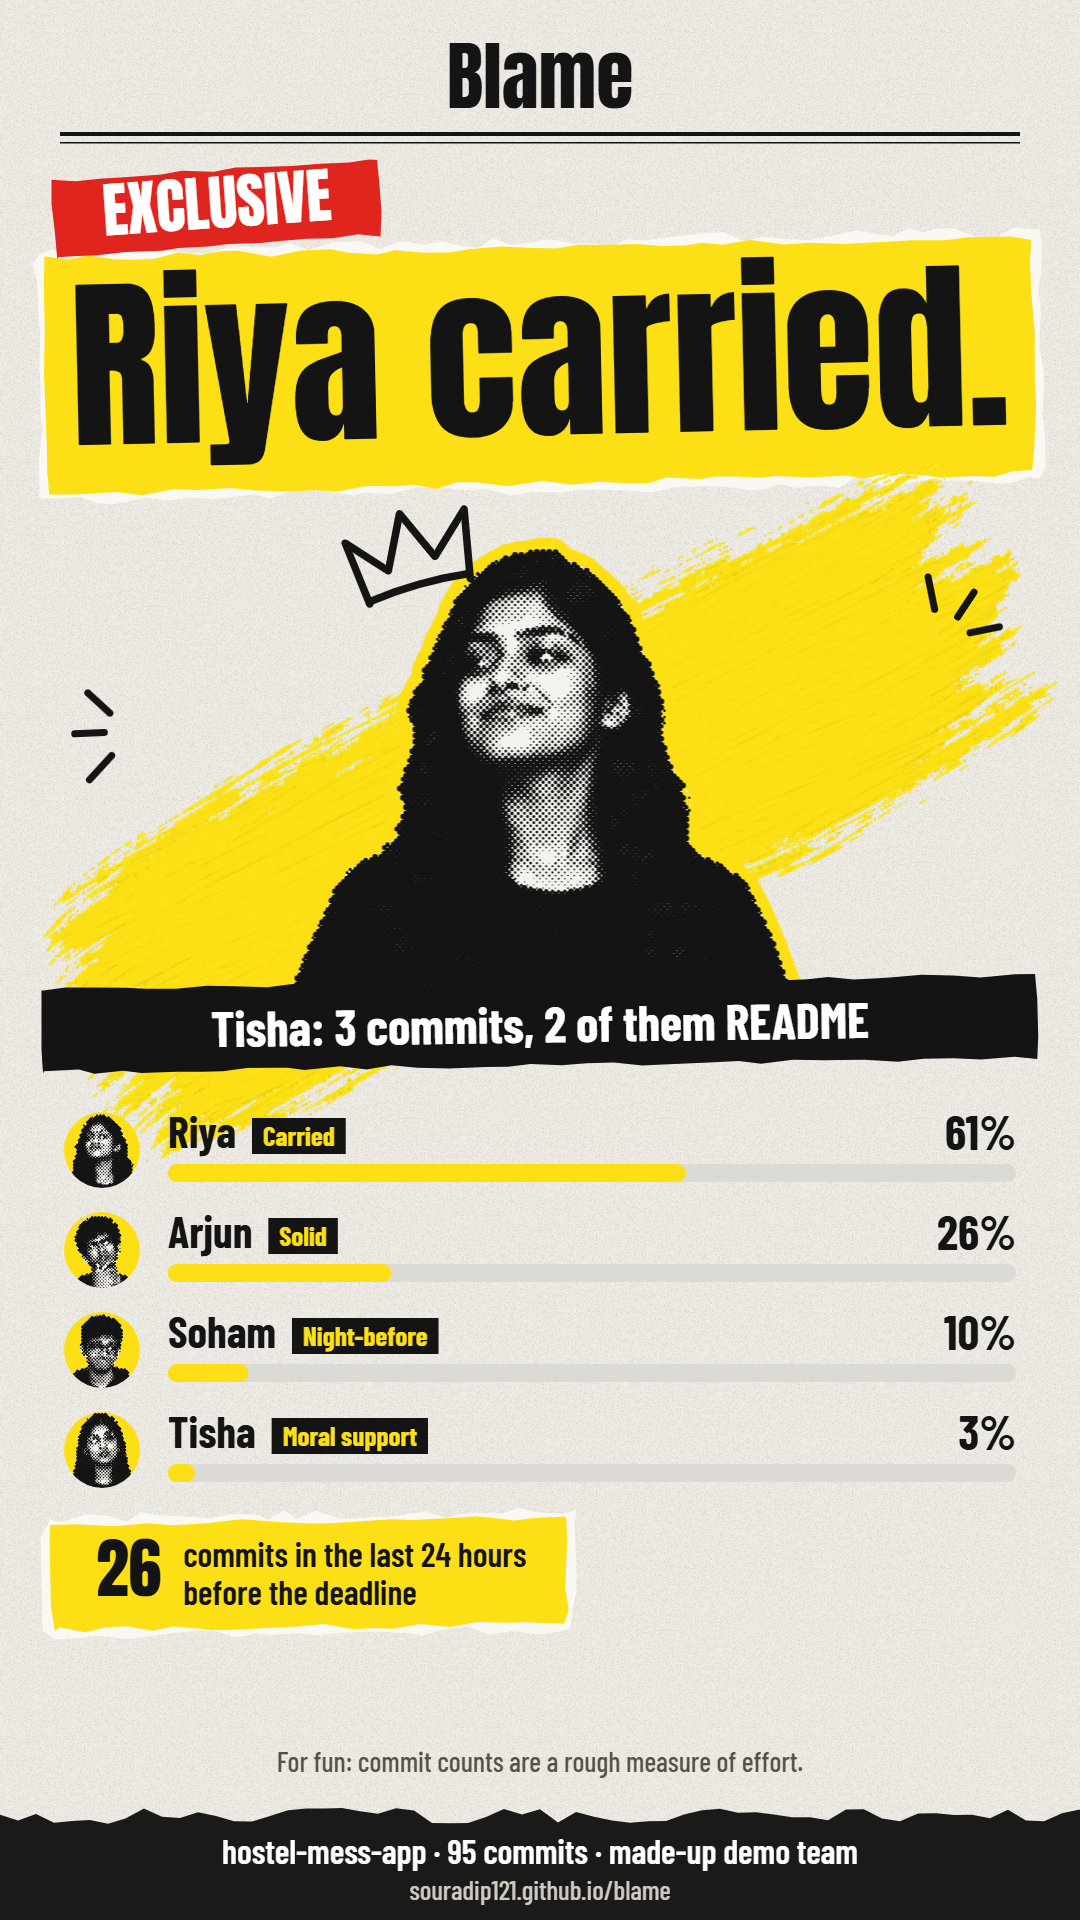 Blame
EXCLUSIVE
Riya carried.
Tisha: 3 commits, 2 of them README
Riya Carried 61%
Arjun Solid 26%
Soham Night-before 10%
Tisha Moral support 3%
26 commits in the last 24 hours
before the deadline
For fun: commit counts are a rough measure of effort.
hostel-mess-app · 95 commits · made-up demo team
souradip121.github.io/blame